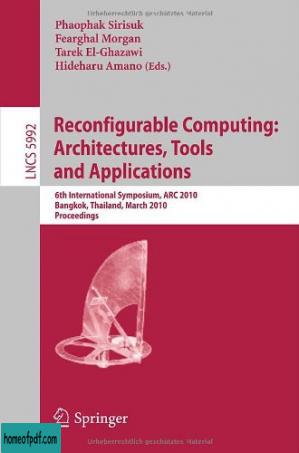 Urheberrechtlich geschütztes Material
Phaophak Sirisuk
Fearghal Morgan
Tarek El-Ghazawi
Hideharu Amano (Eds.)
LNCS 5992
Reconfigurable Computing:
Architectures, Tools
and Applications
6th International Symposium, ARC 2010
Bangkok, Thailand, March 2010
Proceedings
Springer
homeofpdf.com
Urheberrechtlich geschütztes Material